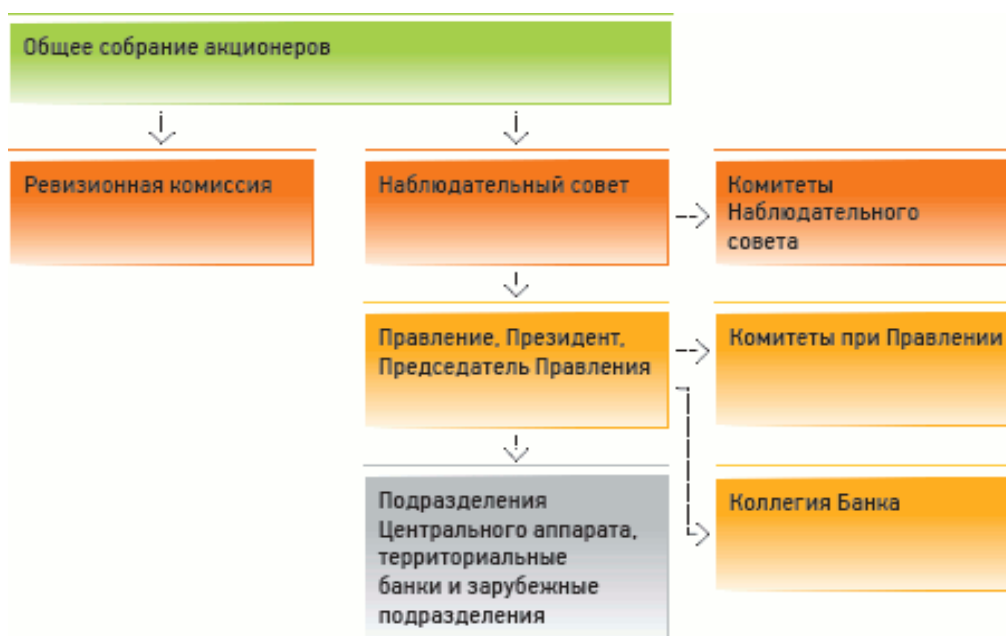 Общее собрание акционеров
Ревизионная комиссия
Наблюдательный совет
Комитеты
Наблюдательного
совета
Правление, Президент,
Председатель Правления
Комитеты при Правлении
Подразделения
Центрального аппарата,
территориальные
банки и зарубежные
подразделения
Коллегия Банка